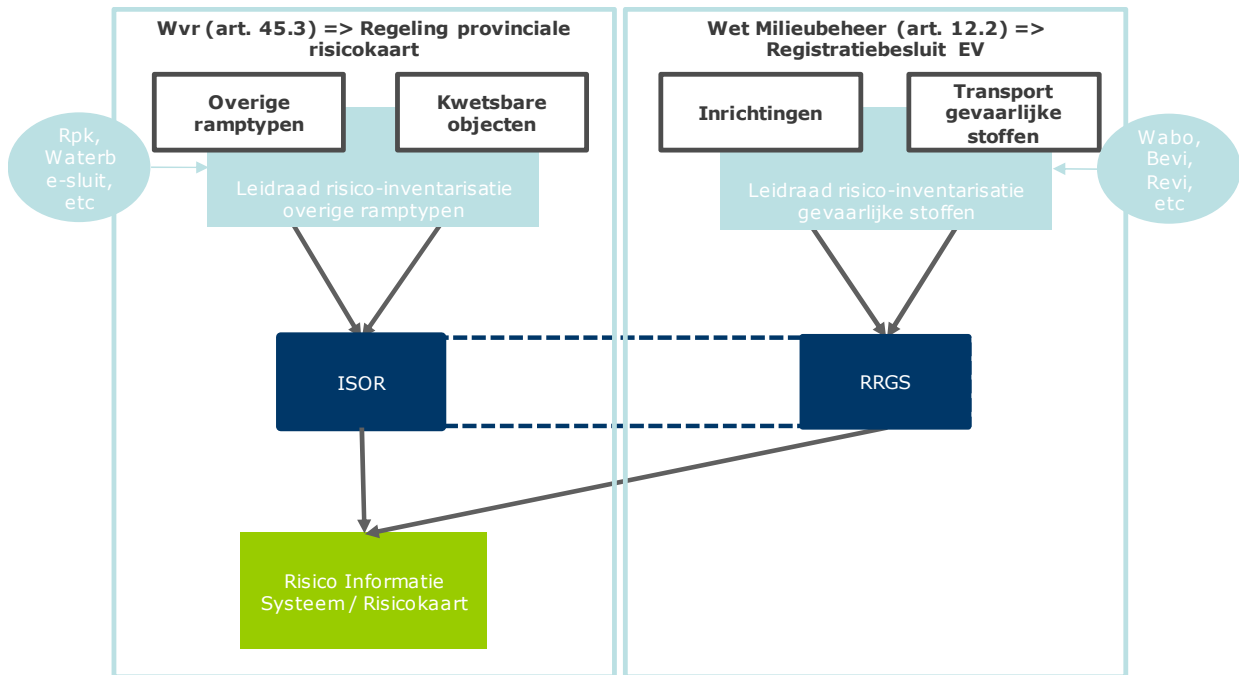 Wvr (art. 45.3) => Regeling provinciale
risicokaart
Wet Milieubeheer (art. 12.2) =>
Registratiebesluit EV
Overige
ramptypen
Kwetsbare
objecten
Inrichtingen
Transport
gevaarlijke
stoffen
Rpk,
Waterb
e-sluit,
etc
Leidraad risico-inventarisatie
overige ramptypen
Leidraad risico-inventarisatie
gevaarlijke stoffen
Wabo,
Bevi,
Revi,
etc
ISOR
RRGS
Risico Informatie
Systeem / Risicokaart